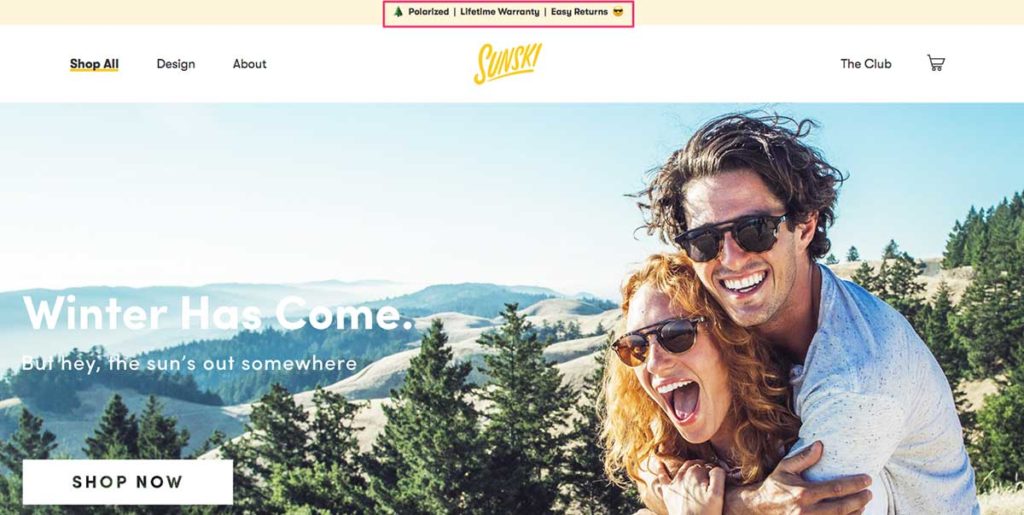 🌲 Polarized | Lifetime Warranty | Easy Returns 😎
Shop All Design About SUNSKI The Club
Winter Has Come.
But hey, the sun's out somewhere
SHOP NOW